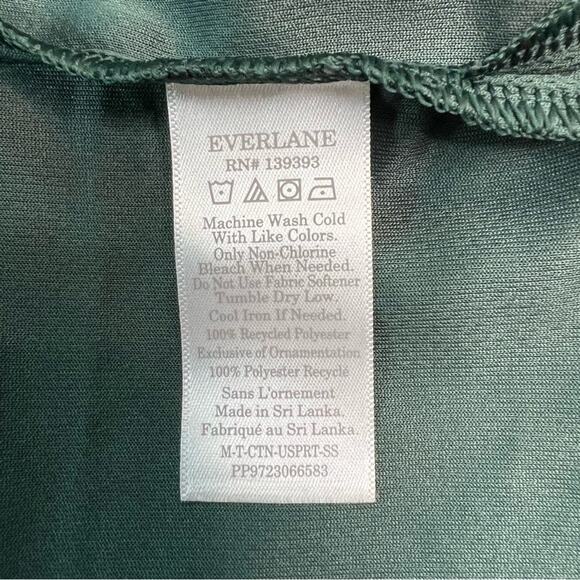 EVERLANE
RN# 139393
Machine Wash Cold
With Like Colors.
Only Non-Chlorine
Bleach When Needed.
Do Not Use Fabric Softener
Tumble Dry Low.
Cool Iron If Needed.
100% Recycled Polyester
Exclusive of Ornamentation
100% Polyester Recyclé
Sans L'ornement
Made in Sri Lanka.
Fabriqué au Sri Lanka.
M-T-CTN-USPRT-SS
PP9723066583